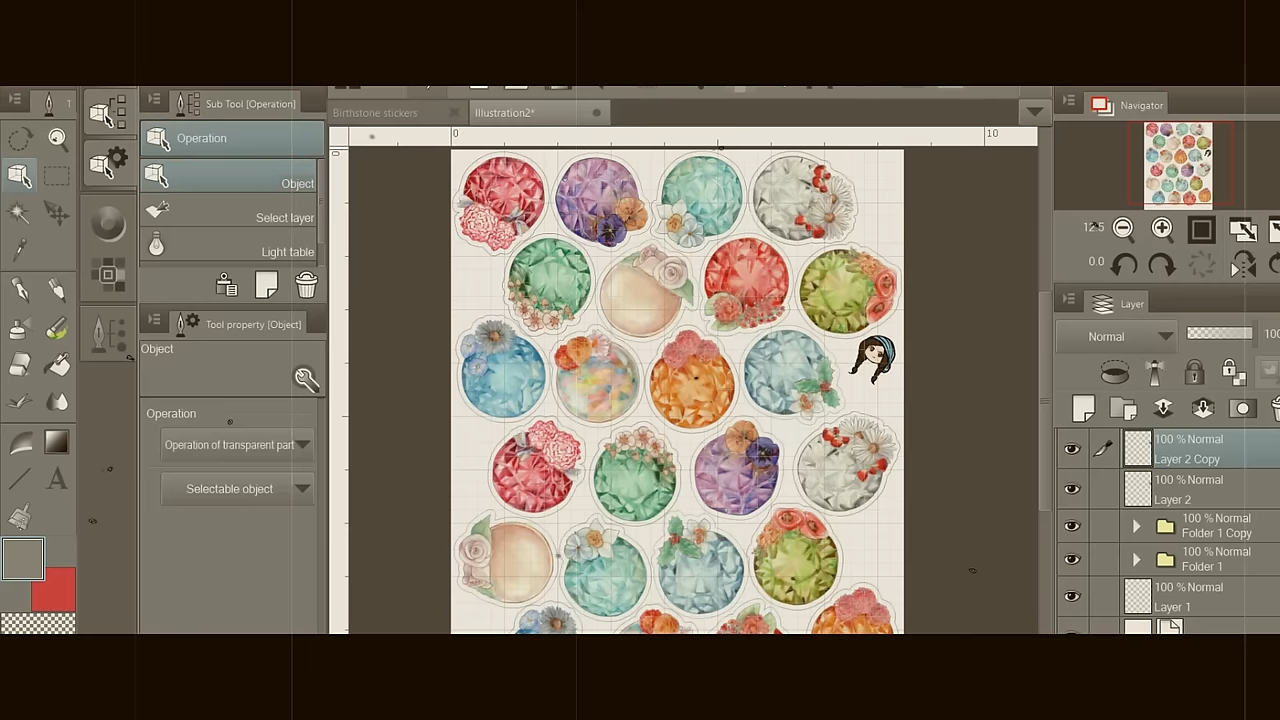 1
Sub Tool [Operation]
Operation
Object
Select layer
Light table
Tool property [Object]
Object
Operation
Operation of transparent part
Selectable object
Birthstone stickers
Illustration2*
0
10
Navigator
12.5
0.0
Layer
Normal
100
100 % Normal
Layer 2 Copy
100 % Normal
Layer 2
100 % Normal
Folder 1 Copy
100 % Normal
Folder 1
100 % Normal
Layer 1